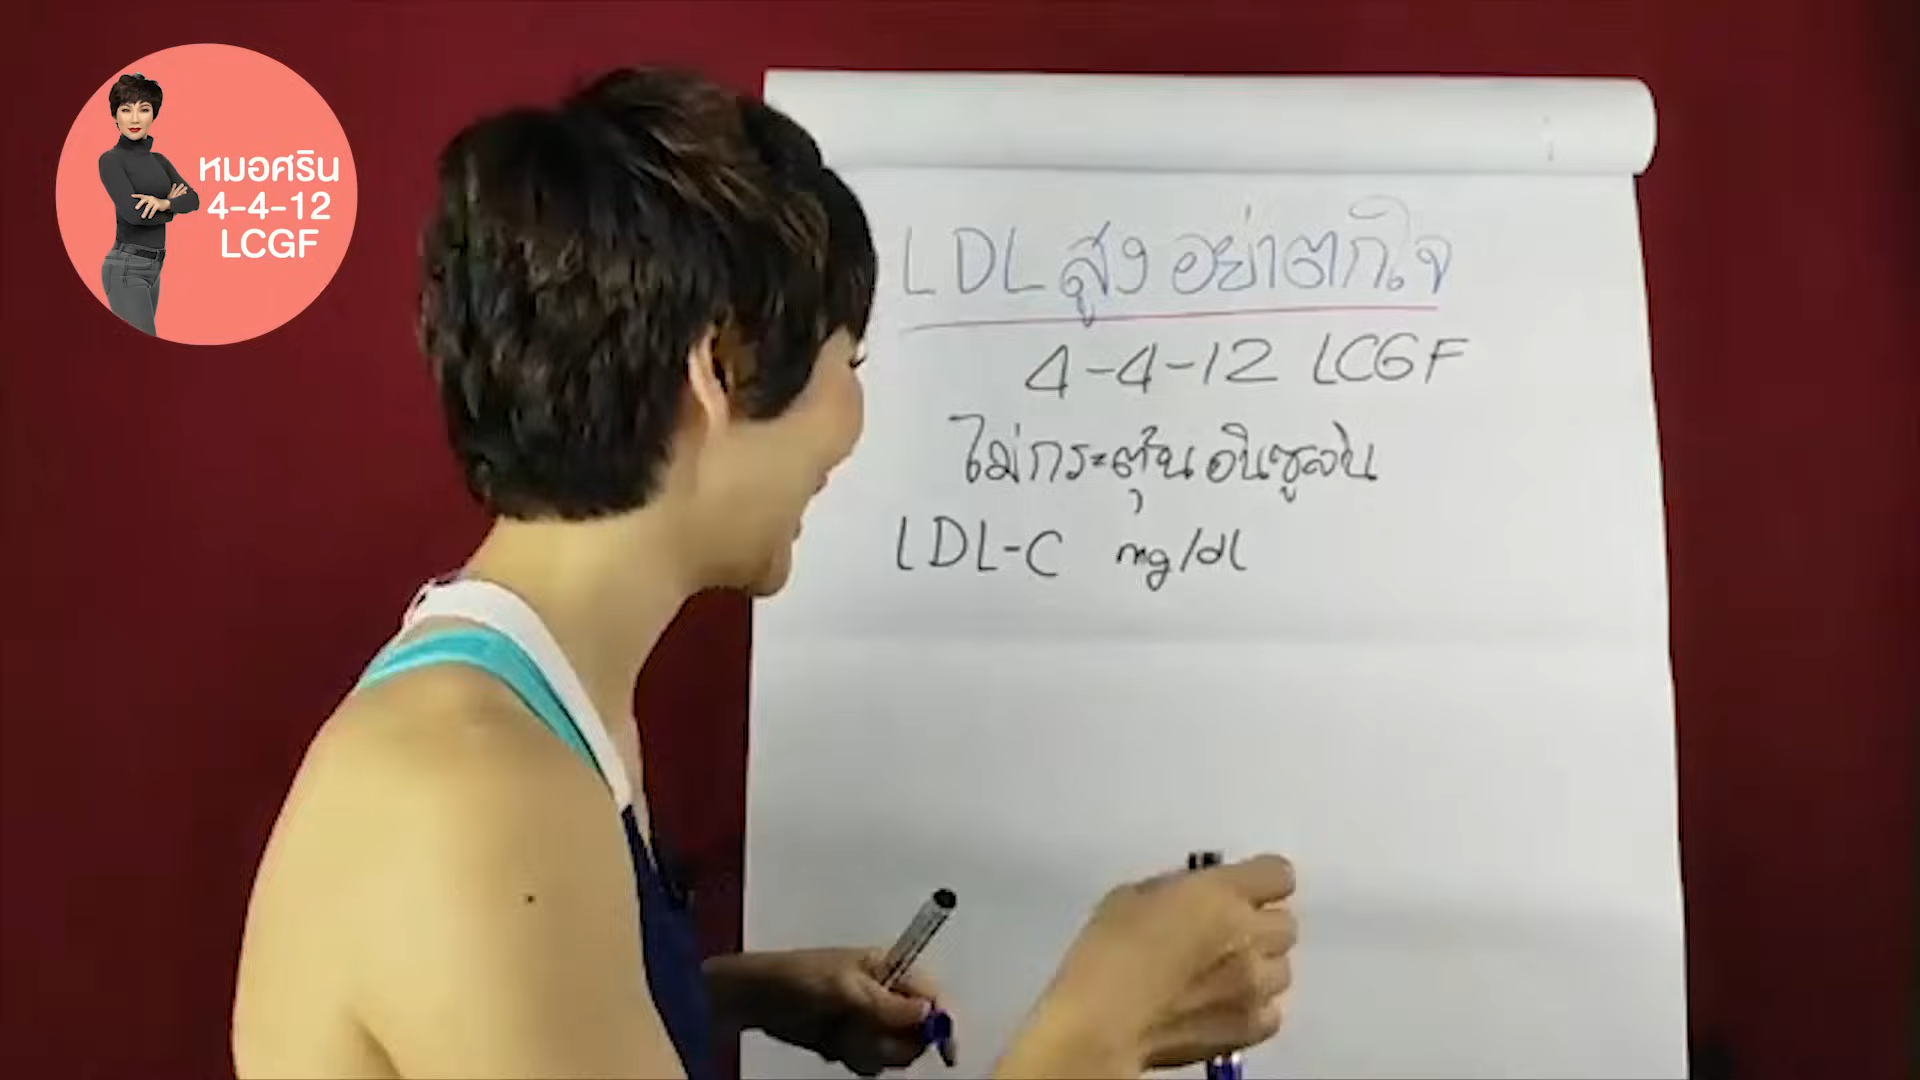 หมอศริน
4-4-12
LCGF
LDL สูง อย่าตกใจ
4-4-12 LCGF
ไม่กระตุ้นอินซูลิน
LDL-C mg/dl